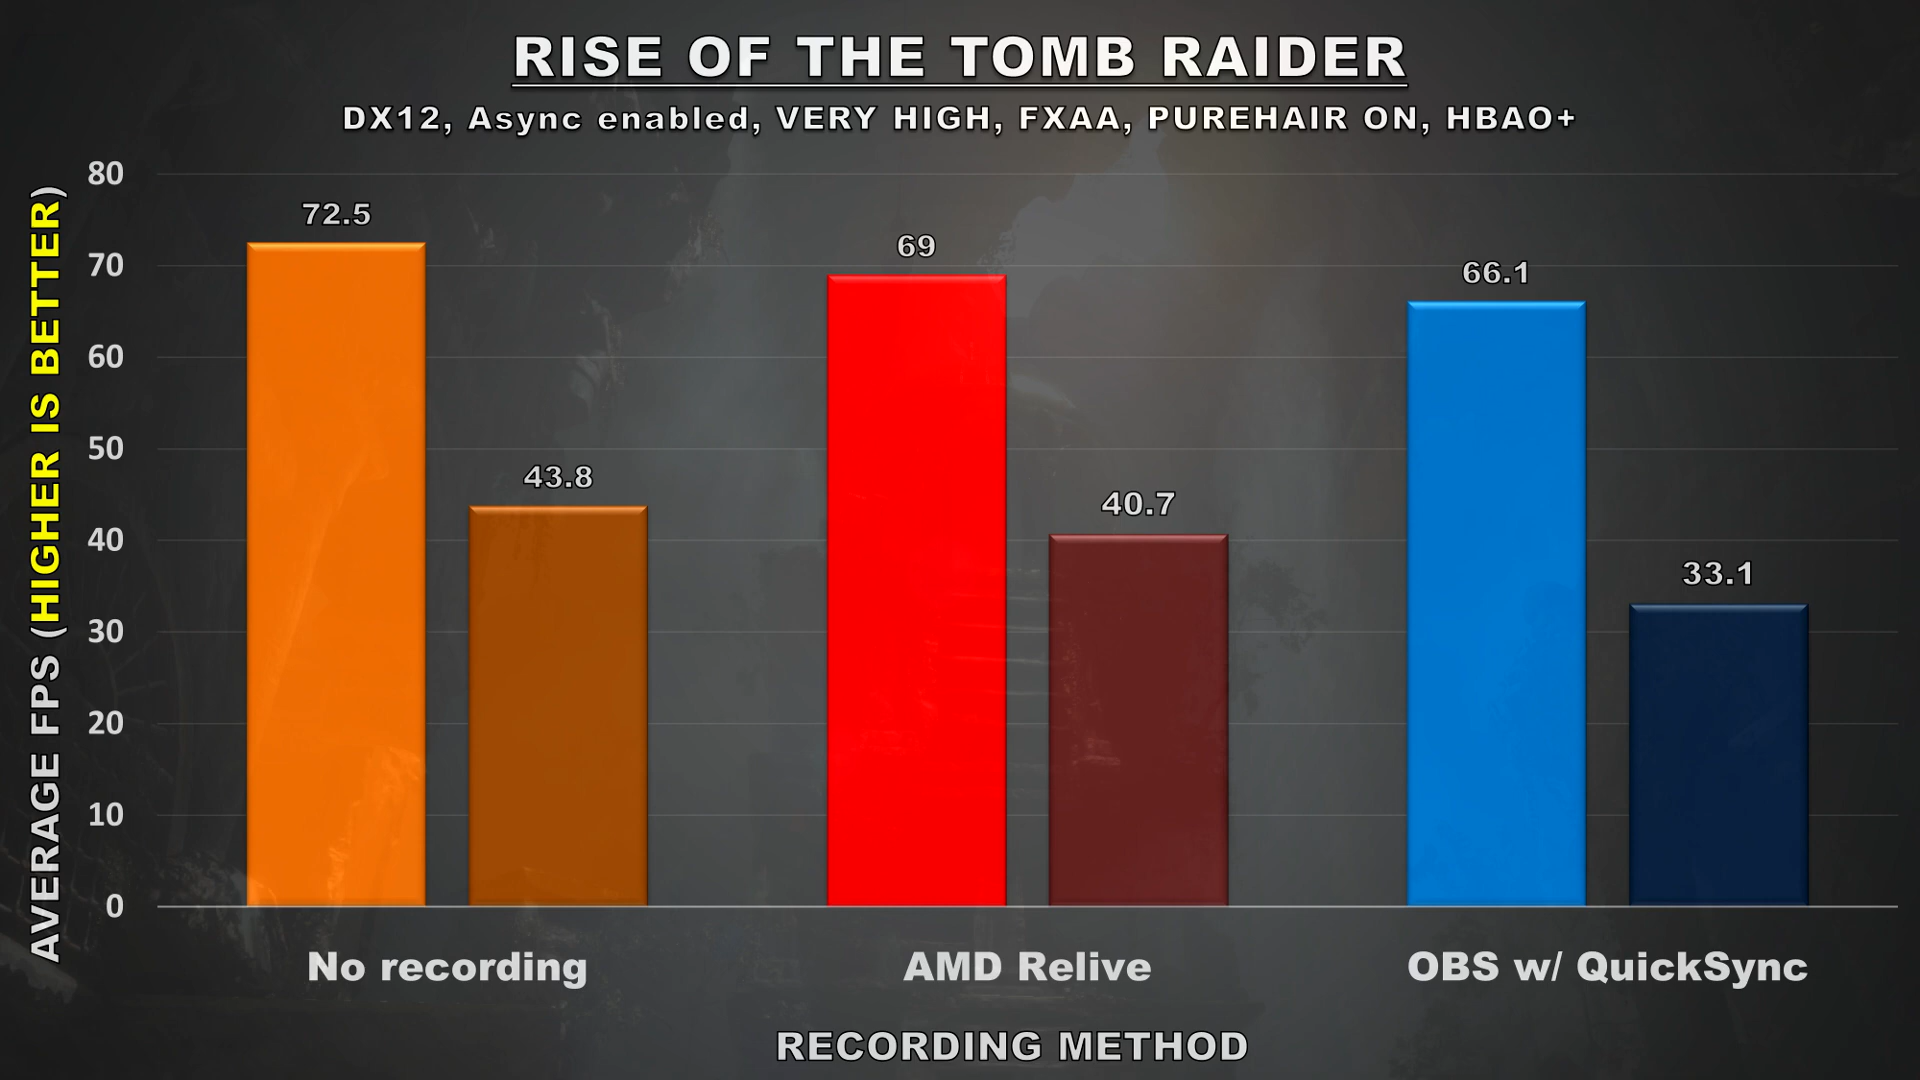 RISE OF THE TOMB RAIDER
DX12, Async enabled, VERY HIGH, FXAA, PUREHAIR ON, HBAO+
AVERAGE FPS (HIGHER IS BETTER)
80
70
60
50
40
30
20
10
0
72.5
43.8
69
40.7
66.1
33.1
No recording
AMD Relive
OBS w/ QuickSync
RECORDING METHOD